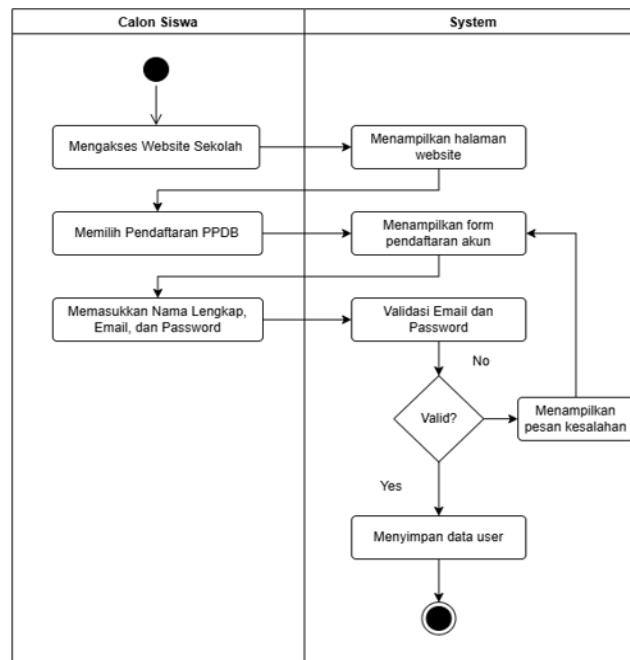 Calon Siswa
System
Mengakses Website Sekolah
Menampilkan halaman
website
Memilih Pendaftaran PPDB
Menampilkan form
pendaftaran akun
Memasukkan Nama Lengkap,
Email, dan Password
Validasi Email dan
Password
No
Valid?
Menampilkan
pesan kesalahan
Yes
Menyimpan data user